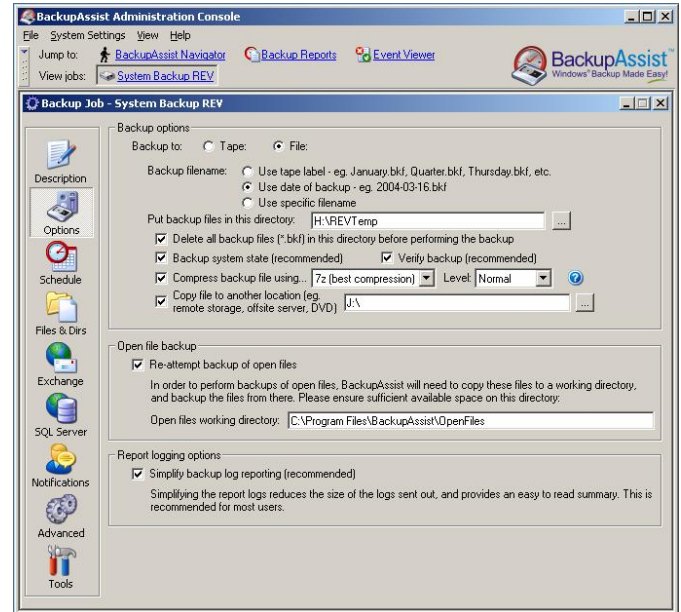 BackupAssist Administration Console
File System Settings View Help
Jump to: BackupAssist Navigator Backup Reports Event Viewer
View jobs: System Backup REV
BackupAssist™
Windows® Backup Made Easy!
Backup Job - System Backup REV
Description
Options
Schedule
Files & Dirs
Exchange
SQL Server
Notifications
Advanced
Tools
Backup options
Backup to: Tape: File:
Backup filename: Use tape label - eg. January.bkf, Quarter.bkf, Thursday.bkf, etc.
Use date of backup - eg. 2004-03-16.bkf
Use specific filename
Put backup files in this directory: H:\REVTemp ...
Delete all backup files (*.bkf) in this directory before performing the backup
Backup system state (recommended) Verify backup (recommended)
Compress backup file using... 7z (best compression) Level: Normal ?
Copy file to another location (eg.
remote storage, offsite server, DVD) J:\ ...
Open file backup
Re-attempt backup of open files
In order to perform backups of open files, BackupAssist will need to copy these files to a working directory,
and backup the files from there. Please ensure sufficient available space on this directory:
Open files working directory: C:\Program Files\BackupAssist\OpenFiles
Report logging options
Simplify backup log reporting (recommended)
Simplifying the report logs reduces the size of the logs sent out, and provides an easy to read summary. This is
recommended for most users.